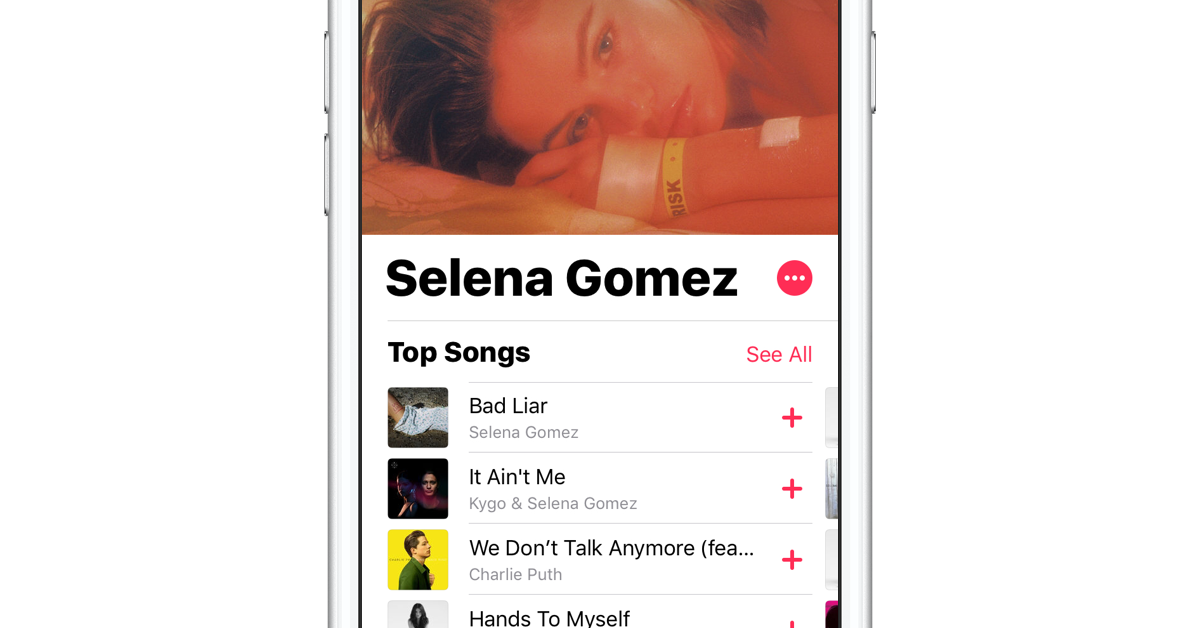 RISK
Selena Gomez
Top Songs
See All
Bad Liar
Selena Gomez
It Ain't Me
Kygo & Selena Gomez
We Don’t Talk Anymore (fea...
Charlie Puth
Hands To Myself